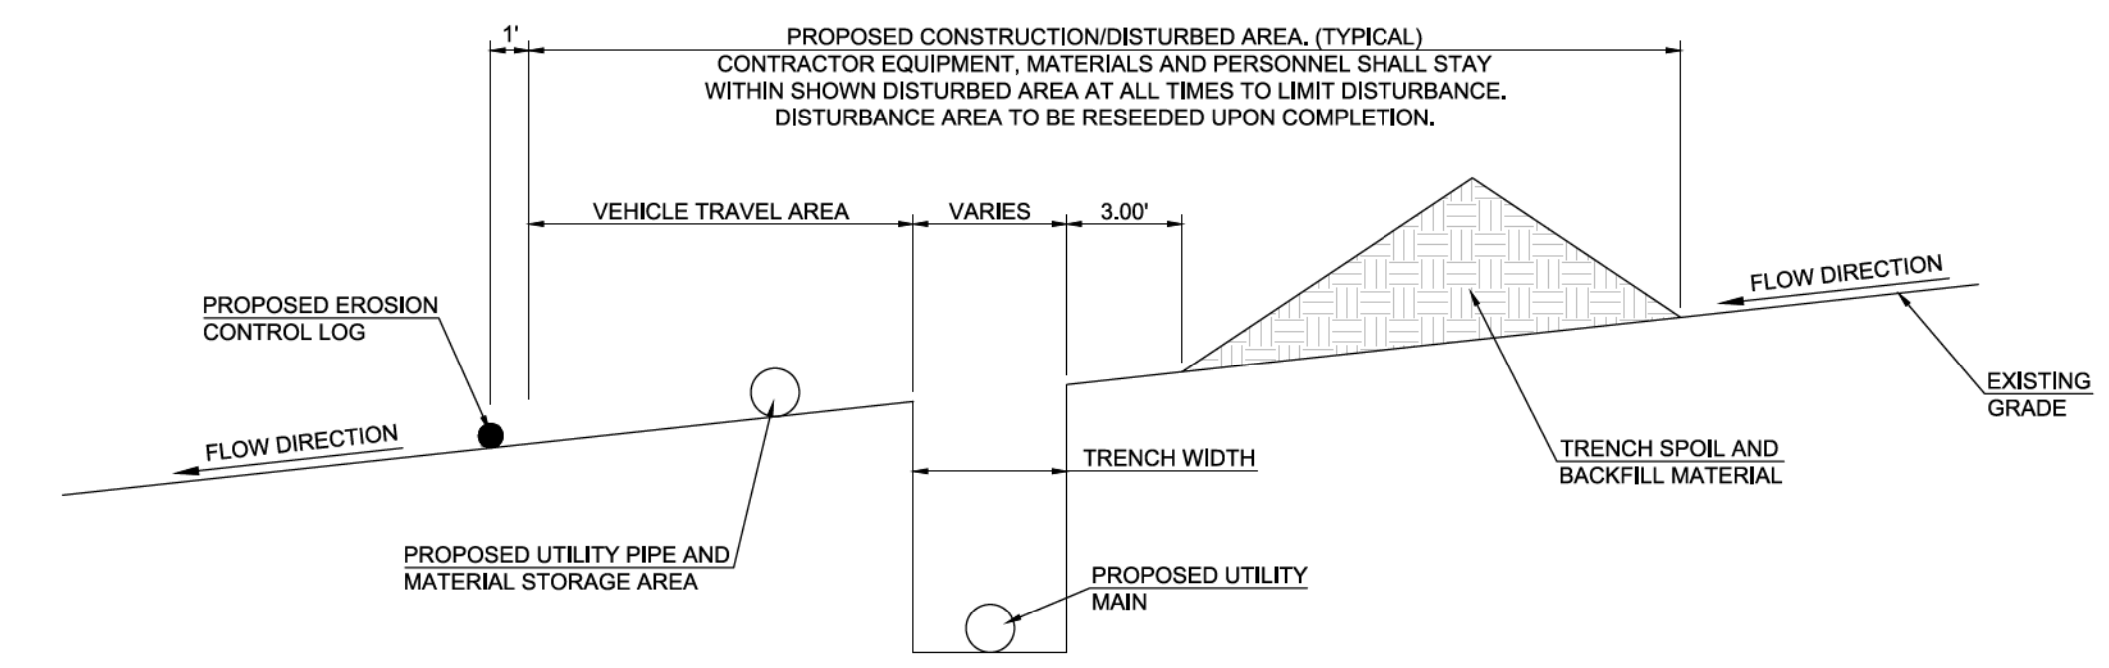 1'
PROPOSED CONSTRUCTION/DISTURBED AREA. (TYPICAL)
CONTRACTOR EQUIPMENT, MATERIALS AND PERSONNEL SHALL STAY
WITHIN SHOWN DISTURBED AREA AT ALL TIMES TO LIMIT DISTURBANCE.
DISTURBANCE AREA TO BE RESEEDED UPON COMPLETION.
VEHICLE TRAVEL AREA
VARIES
3.00'
FLOW DIRECTION
PROPOSED EROSION
CONTROL LOG
EXISTING
GRADE
FLOW DIRECTION
TRENCH WIDTH
TRENCH SPOIL AND
BACKFILL MATERIAL
PROPOSED UTILITY PIPE AND
MATERIAL STORAGE AREA
PROPOSED UTILITY
MAIN